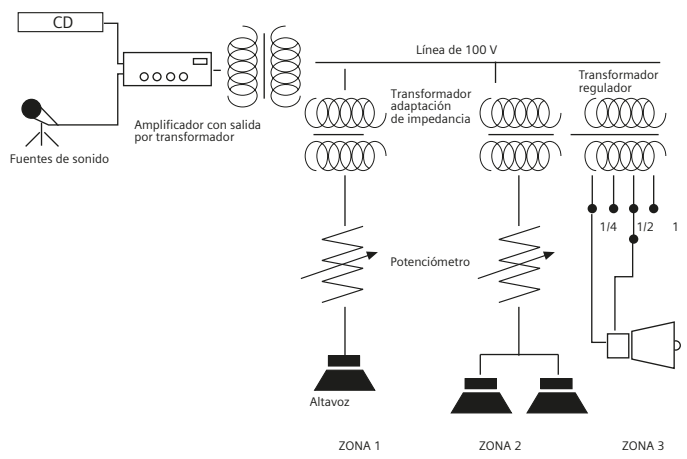 CD
Línea de 100 V
Transformador
regulador
Transformador
adaptación
de impedancia
Amplificador con salida
por transformador
Fuentes de sonido
1/4 1/2 1
Potenciómetro
Altavoz
ZONA 1 ZONA 2 ZONA 3